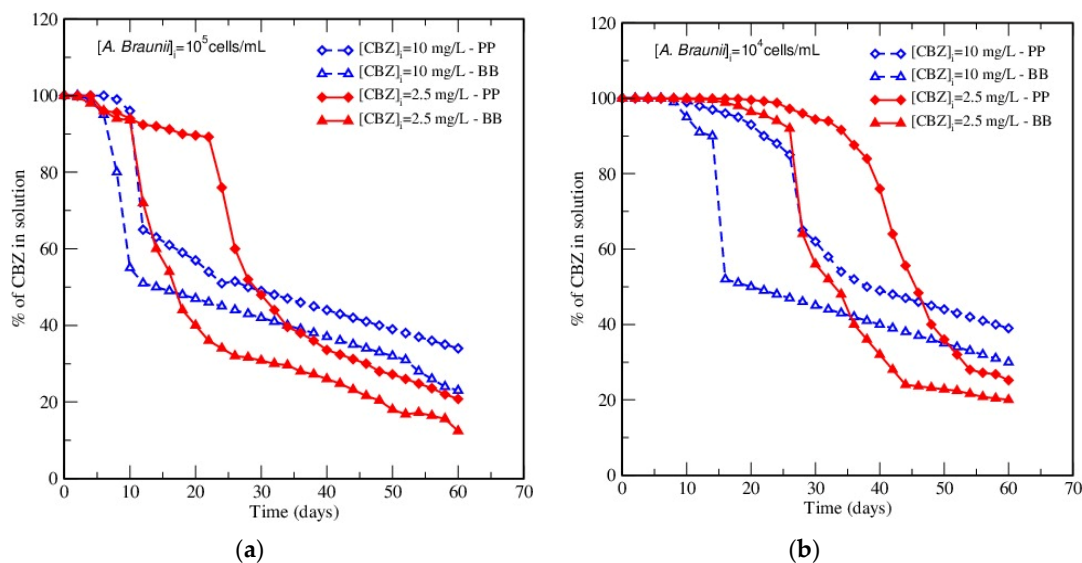 [A. Braunii]ᵢ=10⁵cells/mL
[CBZ]ᵢ=10 mg/L - PP
[CBZ]ᵢ=10 mg/L - BB
[CBZ]ᵢ=2.5 mg/L - PP
[CBZ]ᵢ=2.5 mg/L - BB
120
100
80
60
40
20
0
% of CBZ in solution
0 10 20 30 40 50 60 70
Time (days)
(a)
[A. Braunii]ᵢ=10⁴cells/mL
[CBZ]ᵢ=10 mg/L - PP
[CBZ]ᵢ=10 mg/L - BB
[CBZ]ᵢ=2.5 mg/L - PP
[CBZ]ᵢ=2.5 mg/L - BB
120
100
80
60
40
20
0
% of CBZ in solution
0 10 20 30 40 50 60 70
Time (days)
(b)